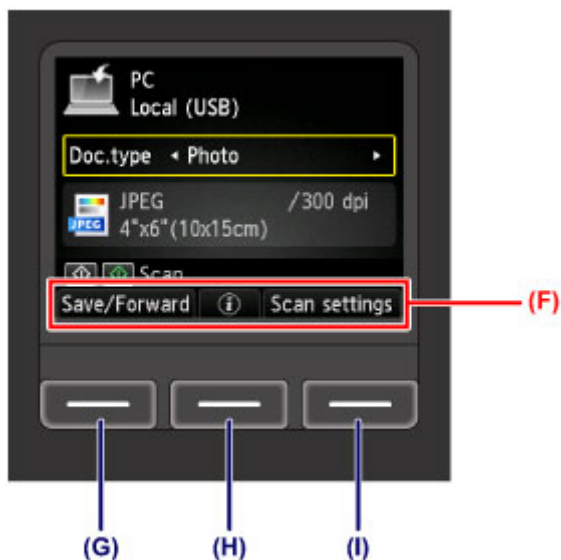 PC
Local (USB)
Doc.type Photo
JPEG /300 dpi
JPEG
4"x6"(10x15cm)
Scan
Save/Forward i Scan settings
(F)
(G) (H) (I)